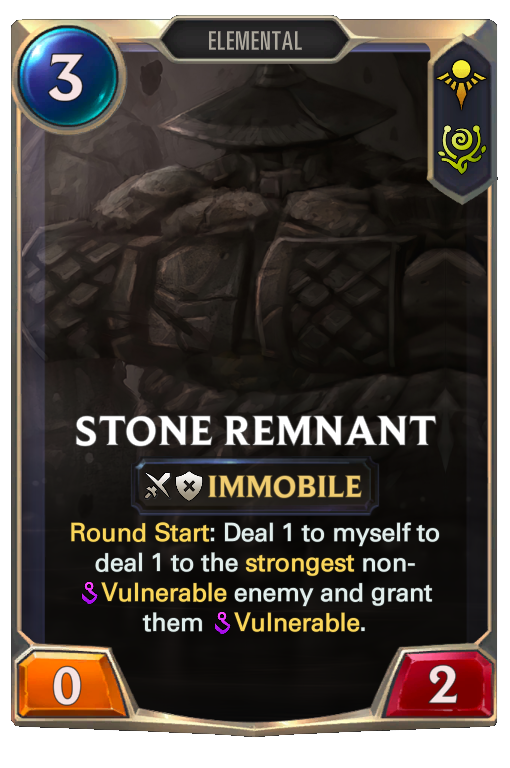 3
ELEMENTAL
STONE REMNANT
IMMOBILE
Round Start: Deal 1 to myself to
deal 1 to the strongest non-
Vulnerable enemy and grant
them Vulnerable.
0
2